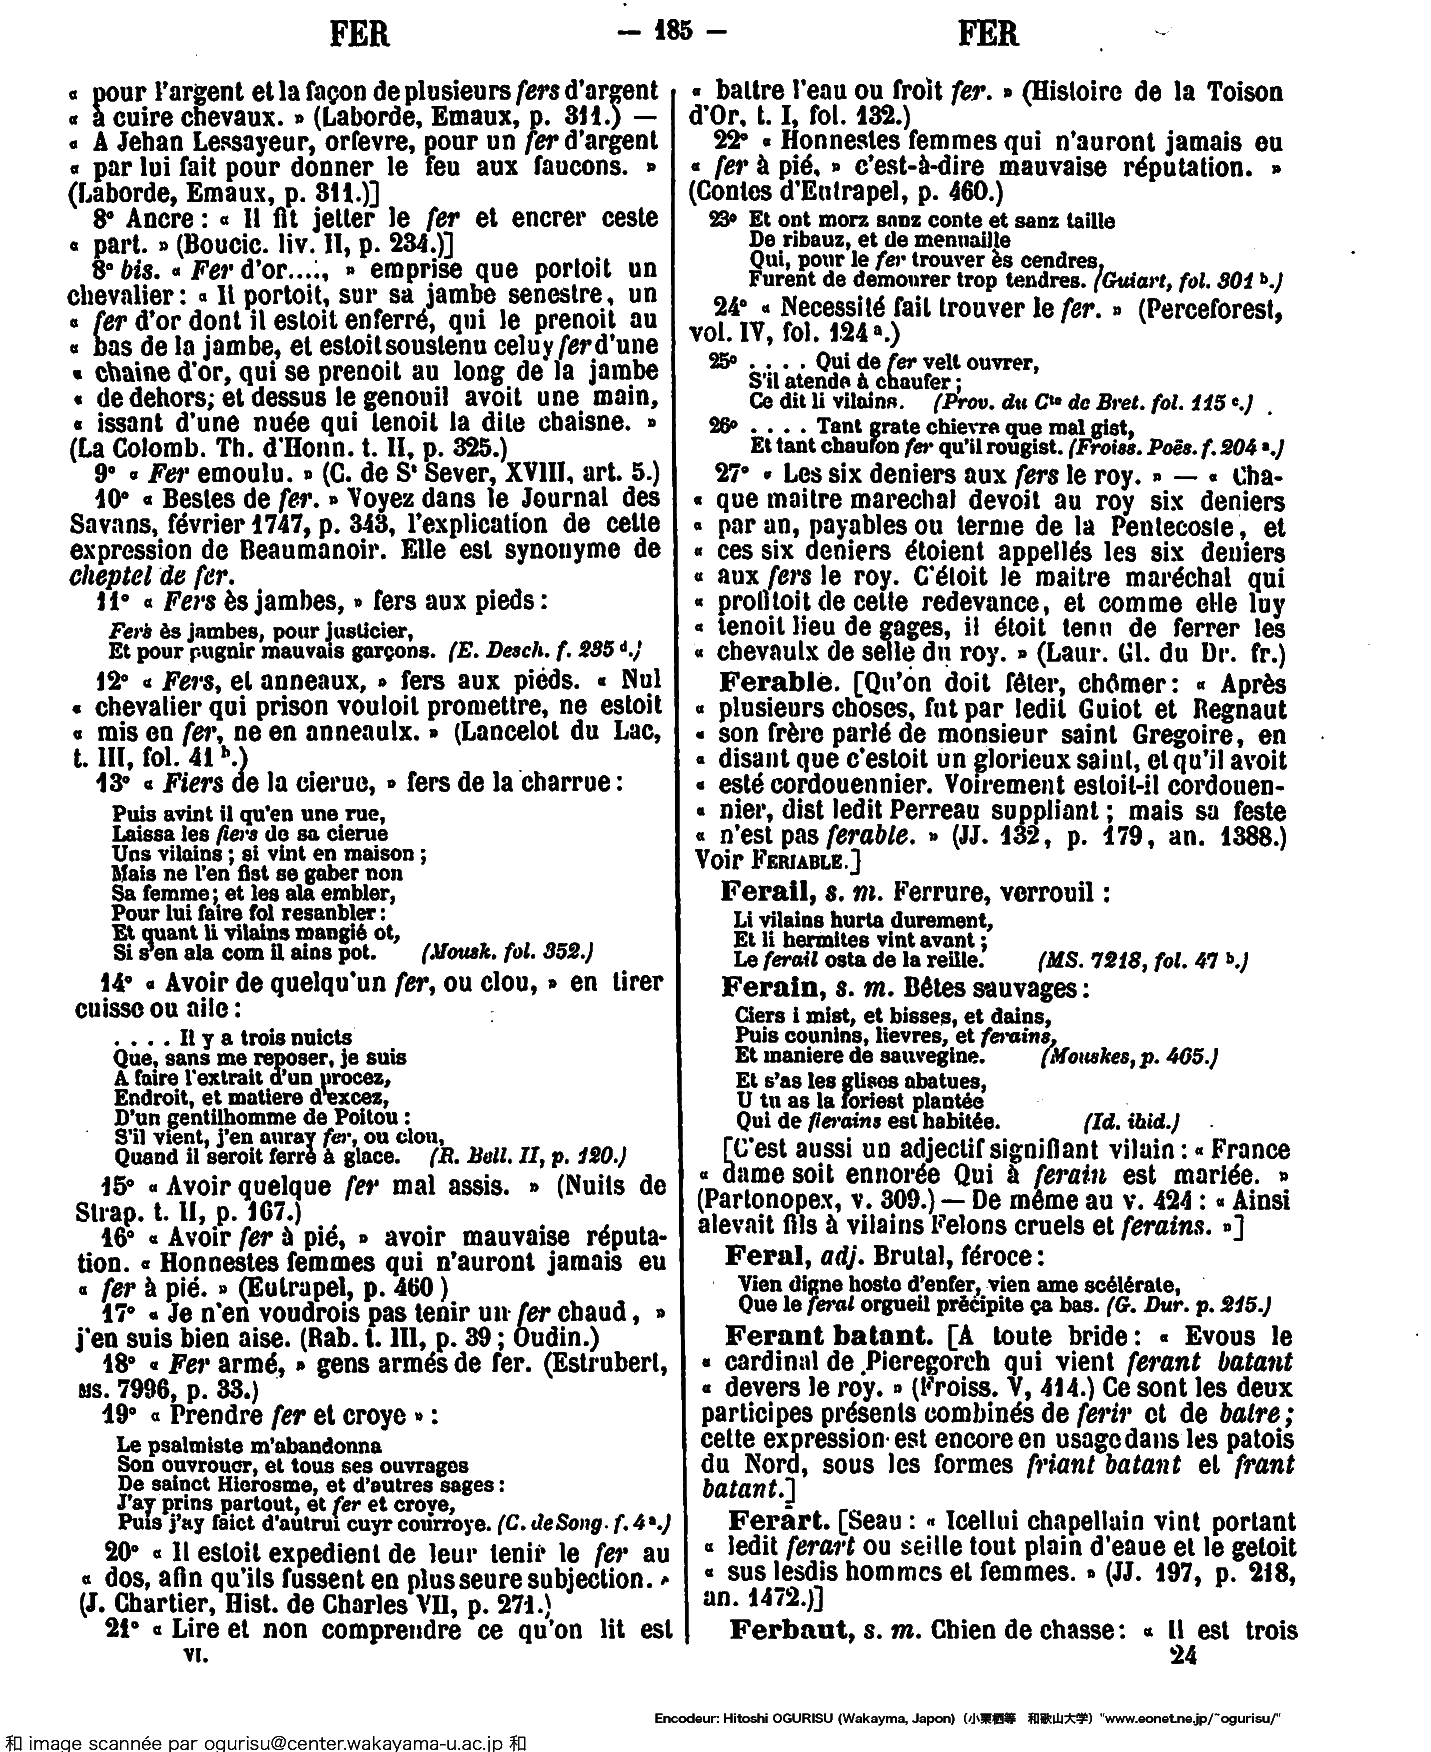 FER — 185 — FER
« pour l'argent et la façon de plusieurs fers d'argent
« à cuire chevaux. » (Laborde, Emaux, p. 311.) —
« A Jehan Lessayeur, orfevre, pour un fer d'argent
« par lui fait pour donner le feu aux faucons. »
(Laborde, Emaux, p. 311.)]
8° Ancre : « Il fit jetter le fer et encrer ceste
« part. » (Boucic. liv. II, p. 234.)]
8° bis. « Fer d'or...., » emprise que portoit un
chevalier : « Il portoit, sur sa jambe senestre, un
« fer d'or dont il estoit enferré, qui le prenoit au
« bas de la jambe, et estoit soustenu celuy fer d'une
« chaine d'or, qui se prenoit au long de la jambe
« de dehors; et dessus le genouil avoit une main,
« issant d'une nuée qui tenoit la dite chaisne. »
(La Colomb. Th. d'Honn. t. II, p. 325.)
9° « Fer emoulu. » (C. de St Sever, XVIII, art. 5.)
10° « Bestes de fer. » Voyez dans le Journal des
Savans, février 1747, p. 343, l'explication de cette
expression de Beaumanoir. Elle est synonyme de
cheptel de fer.
11° « Fers ès jambes, » fers aux pieds :
Fers ès jambes, pour justicier,
Et pour pugnir mauvais garçons. (E. Desch. f. 235 d.)
12° « Fers, et anneaux, » fers aux pieds. « Nul
« chevalier qui prison vouloit promettre, ne estoit
« mis en fer, ne en anneaulx. » (Lancelot du Lac,
t. III, fol. 41 b.)
13° « Fiers de la cierue, » fers de la charrue :
Puis avint il qu'en une rue,
Laissa les fiers de sa cierue
Uns vilains ; si vint en maison ;
Mais ne l'en fist se gaber non
Sa femme; et les ala embler,
Pour lui faire fol resanbler :
Et quant li vilains mangié ot,
Si s'en ala com il ains pot. (Mousk. fol. 352.)
14° « Avoir de quelqu'un fer, ou clou, » en tirer
cuisse ou aile :
. . . . Il y a trois nuicts
Que, sans me reposer, je suis
A faire l'extrait d'un procez,
Endroit, et matiere d'excez,
D'un gentilhomme de Poitou :
S'il vient, j'en auray fer, ou clou,
Quand il seroit ferré à glace. (R. Bell. II, p. 120.)
15° « Avoir quelque fer mal assis. » (Nuits de
Strap. t. II, p. 167.)
16° « Avoir fer à pié, » avoir mauvaise réputa-
tion. « Honnestes femmes qui n'auront jamais eu
« fer à pié. » (Eutrapel, p. 460 )
17° « Je n'en voudrois pas tenir un fer chaud, »
j'en suis bien aise. (Rab. t. III, p. 39 ; Oudin.)
18° « Fer armé, » gens armés de fer. (Estrubert,
MS. 7996, p. 33.)
19° « Prendre fer et croye » :
Le psalmiste m'abandonna
Son ouvrouer, et tous ses ouvrages
De sainct Hierosme, et d'autres sages :
J'ay prins partout, et fer et croye,
Puis j'ay faict d'autrui cuyr courroye. (C. de Song. f. 4 a.)
20° « Il estoit expedient de leur tenir le fer au
« dos, afin qu'ils fussent en plus seure subjection. »
(J. Chartier, Hist. de Charles VII, p. 271.)
21° « Lire et non comprendre ce qu'on lit est
VI.
« battre l'eau ou froit fer. » (Histoire de la Toison
d'Or, t. I, fol. 132.)
22° « Honnestes femmes qui n'auront jamais eu
« fer à pié, » c'est-à-dire mauvaise réputation. »
(Contes d'Eutrapel, p. 460.)
23° Et ont morz sanz conte et sanz taille
De ribauz, et de menuaille
Qui, pour le fer trouver ès cendres,
Furent de demourer trop tendres. (Guiart, fol. 301 b.)
24° « Necessité fait trouver le fer. » (Perceforest,
vol. IV, fol. 124 a.)
25° . . . . Qui de fer velt ouvrer,
S'il atende à chaufer ;
Ce dit li vilains. (Prov. du Cte de Bret. fol. 115 c.)
26° . . . . Tant grate chievre que mal gist,
Et tant chaufon fer qu'il rougist. (Froiss. Poës. f. 204 a.)
27° « Les six deniers aux fers le roy. » — « Cha-
« que maitre marechal devoit au roy six deniers
« par an, payables ou terme de la Pentecoste, et
« ces six deniers étoient appellés les six deniers
« aux fers le roy. C'étoit le maitre maréchal qui
« profitoit de cette redevance, et comme elle luy
« tenoit lieu de gages, il étoit tenu de ferrer les
« chevaulx de selle du roy. » (Laur. Gl. du Dr. fr.)
Ferable. [Qu'on doit fêter, chômer : « Après
« plusieurs choses, fut par ledit Guiot et Regnaut
« son frère parlé de monsieur saint Gregoire, en
« disant que c'estoit un glorieux saint, et qu'il avoit
« esté cordouennier. Voirement estoit-il cordouen-
« nier, dist ledit Perreau suppliant ; mais sa feste
« n'est pas ferable. » (JJ. 132, p. 179, an. 1388.)
Voir FERIABLE.]
Ferail, s. m. Ferrure, verrouil :
Li vilains hurta durement,
Et li hermites vint avant ;
Le ferail osta de la reille. (MS. 7218, fol. 47 b.)
Ferain, s. m. Bêtes sauvages :
Ciers i mist, et bisses, et dains,
Puis counins, lievres, et ferains,
Et maniere de sauvegine. (Mouskes, p. 465.)
Et s'as les glises abatues,
U tu as la foriest plantée
Qui de fierains est habitée. (Id. ibid.)
[C'est aussi un adjectif signifiant vilain : « France
« dame soit ennorée Qui à ferain est mariée. »
(Partonopex, v. 309.) — De même au v. 424 : « Ainsi
alevait fils à vilains Felons cruels et ferains. »]
Feral, adj. Brutal, féroce :
Vien digne hoste d'enfer, vien ame scélérate,
Que le feral orgueil précipite ça bas. (G. Dur. p. 215.)
Ferant batant. [A toute bride : « Evous le
« cardinal de Pieregorch qui vient ferant batant
« devers le roy. » (Froiss. V, 414.) Ce sont les deux
participes présents combinés de ferir et de batre ;
cette expression est encore en usage dans les patois
du Nord, sous les formes friant batant et frant
batant.]
Ferart. [Seau : « Icellui chapellain vint portant
« ledit ferart ou seille tout plain d'eaue et le getoit
« sus lesdis hommes et femmes. » (JJ. 197, p. 218,
an. 1472.)]
Ferbaut, s. m. Chien de chasse : « Il est trois
24
Encodeur: Hitoshi OGURISU (Wakayma, Japon) (小栗栖等 和歌山大学) "www.eonet.ne.jp/~ogurisu/"
和 image scannée par ogurisu@center.wakayama-u.ac.jp 和